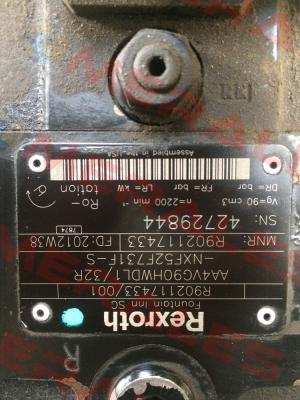 Rexroth
Fountain Inn SC
R902117433/001
AA4VG90HWDL1/32R
-NXF52F731F-S
MNR: R902117433 FD: 2012W38
7874
SN: 42729844
Ro-
tation
Vg=90 cm3 n=2200 min-1
DR= bar FR= bar LR= kW
Assembled in the USA